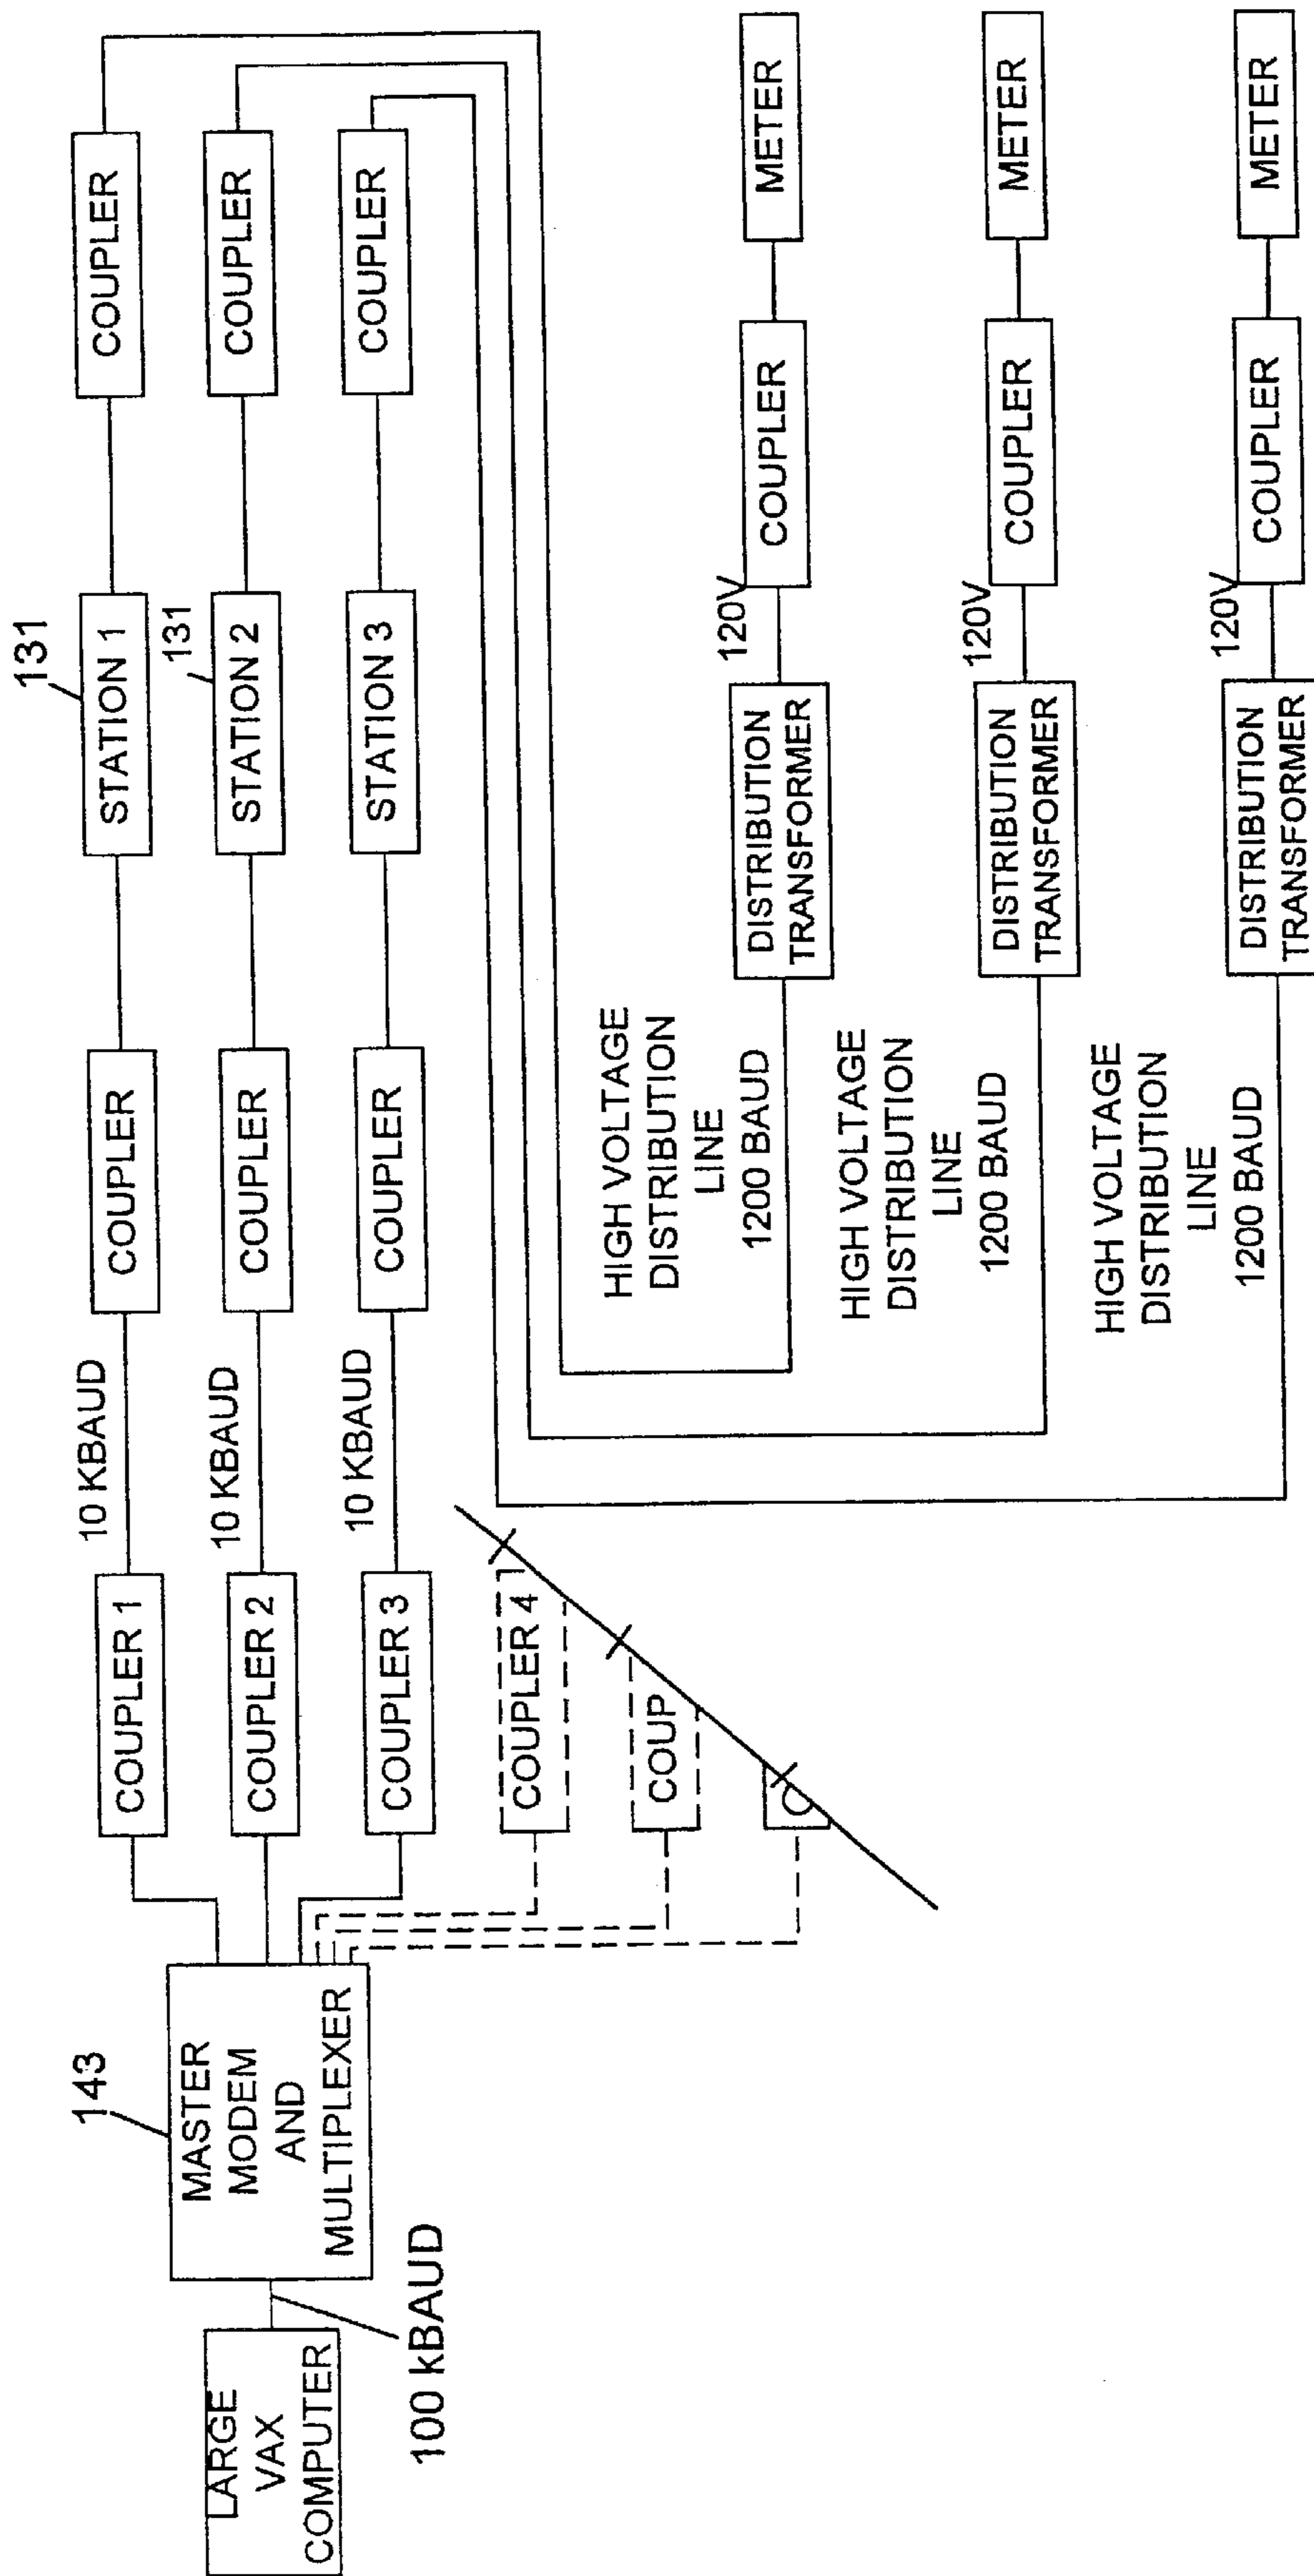 LARGE
VAX
COMPUTER
100 kBAUD
143
MASTER
MODEM
AND
MULTIPLEXER
COUPLER 1
10 KBAUD
COUPLER
131
STATION 1
COUPLER
COUPLER 2
10 KBAUD
COUPLER
131
STATION 2
COUPLER
COUPLER 3
10 KBAUD
COUPLER
STATION 3
COUPLER
COUPLER 4
COUP
C
HIGH VOLTAGE
DISTRIBUTION
LINE
1200 BAUD
DISTRIBUTION
TRANSFORMER
120V
COUPLER
METER
HIGH VOLTAGE
DISTRIBUTION
LINE
1200 BAUD
DISTRIBUTION
TRANSFORMER
120V
COUPLER
METER
HIGH VOLTAGE
DISTRIBUTION
LINE
1200 BAUD
DISTRIBUTION
TRANSFORMER
120V
COUPLER
METER